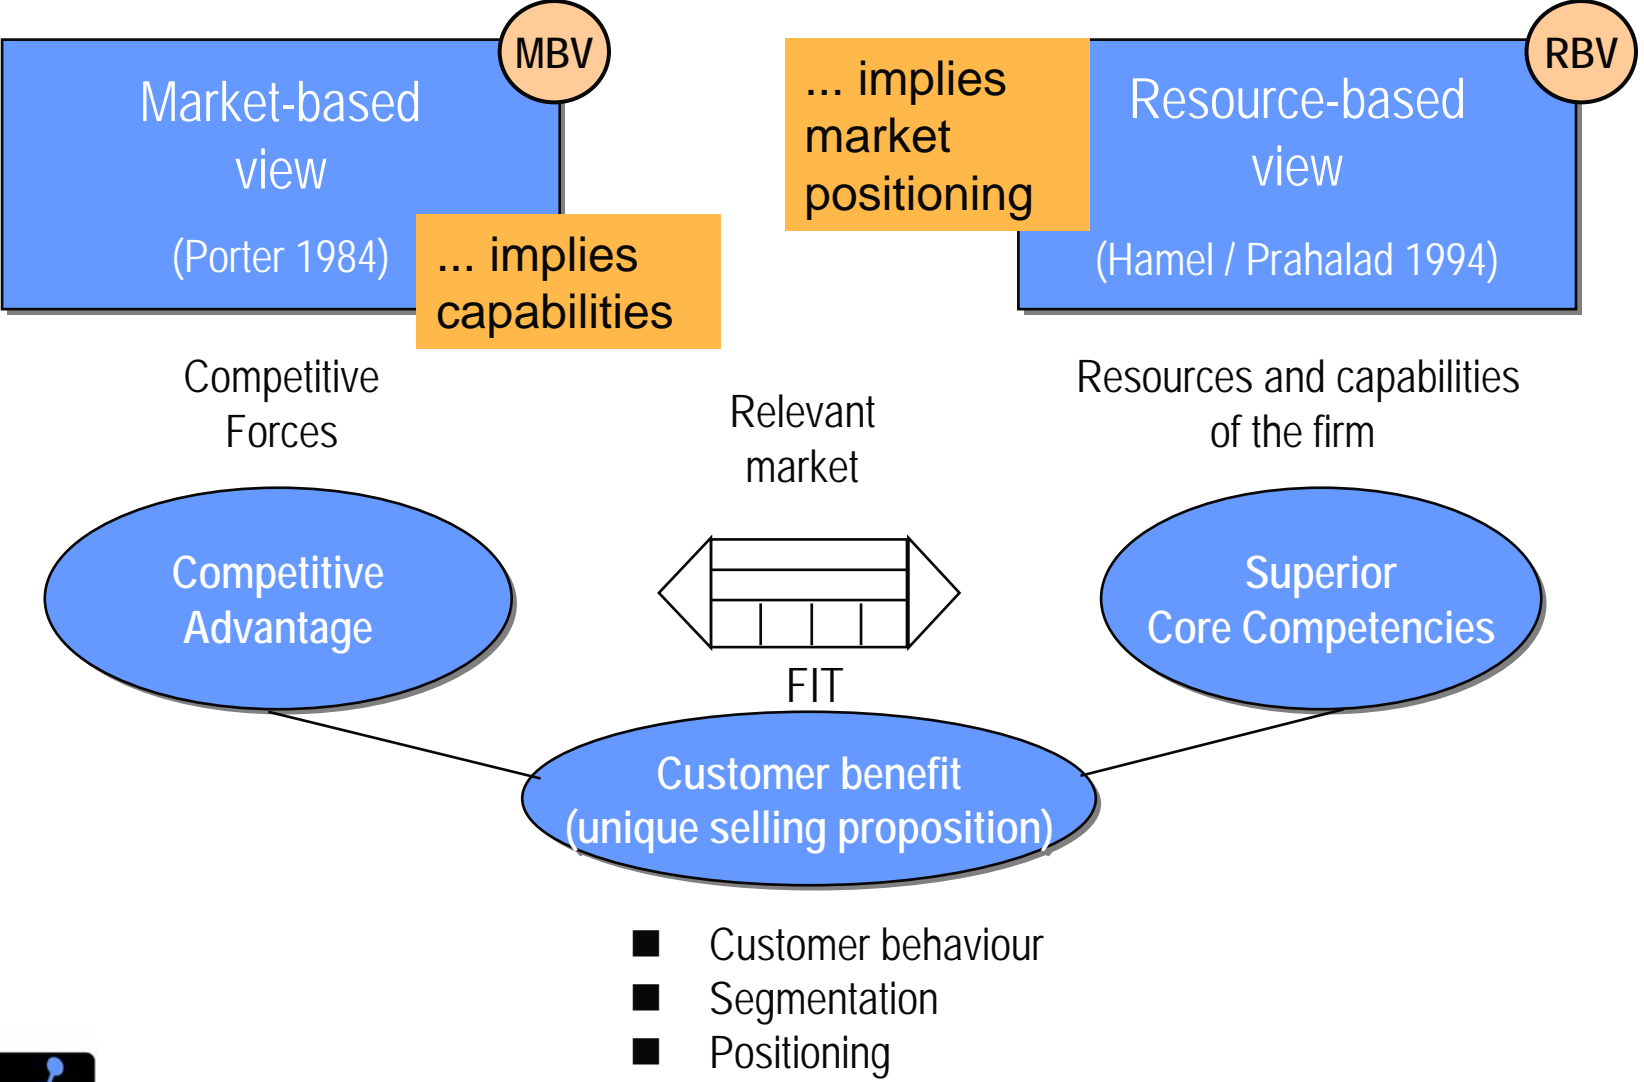 MBV
Market-based
view
(Porter 1984)
... implies
capabilities
... implies
market
positioning
RBV
Resource-based
view
(Hamel / Prahalad 1994)
Competitive
Forces
Relevant
market
Resources and capabilities
of the firm
Competitive
Advantage
FIT
Superior
Core Competencies
Customer benefit
(unique selling proposition)
Customer behaviour
Segmentation
Positioning